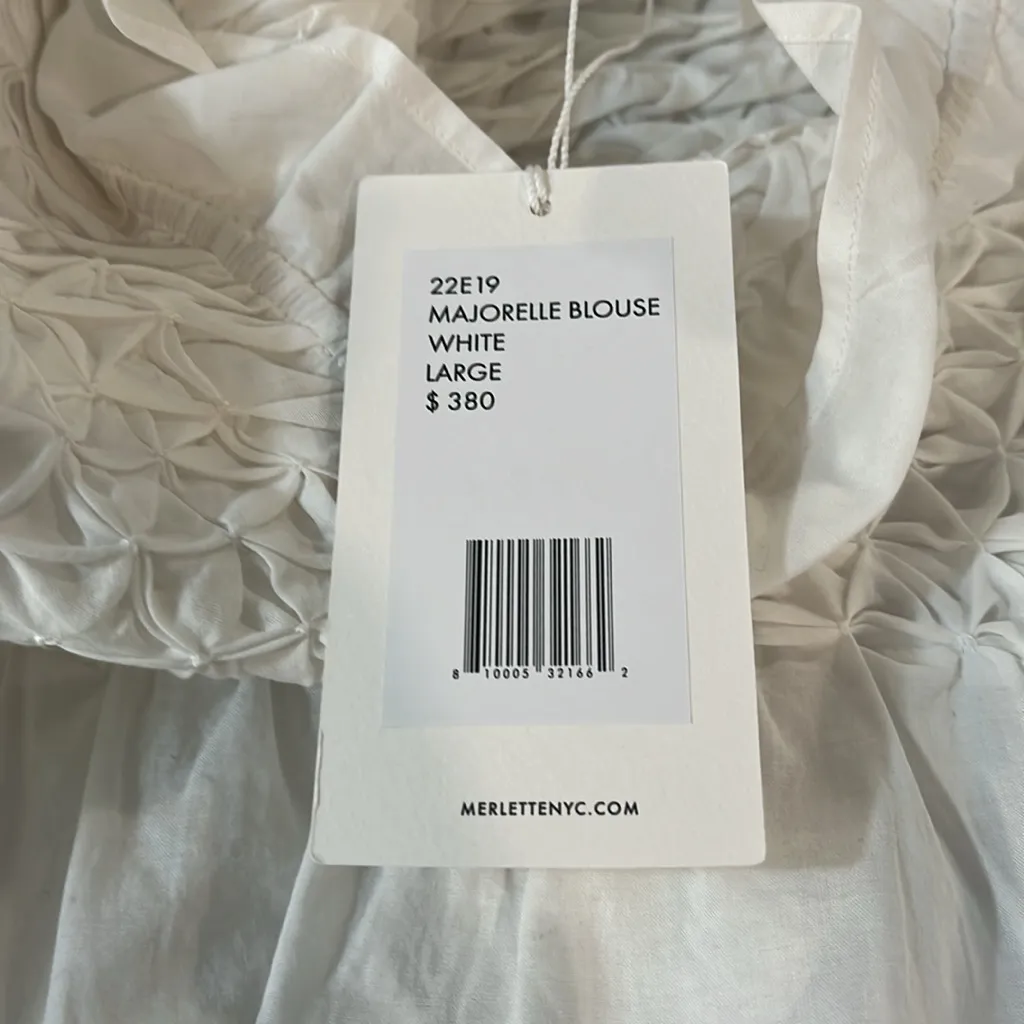 22E19
MAJORELLE BLOUSE
WHITE
LARGE
$ 380
8 10005 32166 2
MERLETTENYC.COM